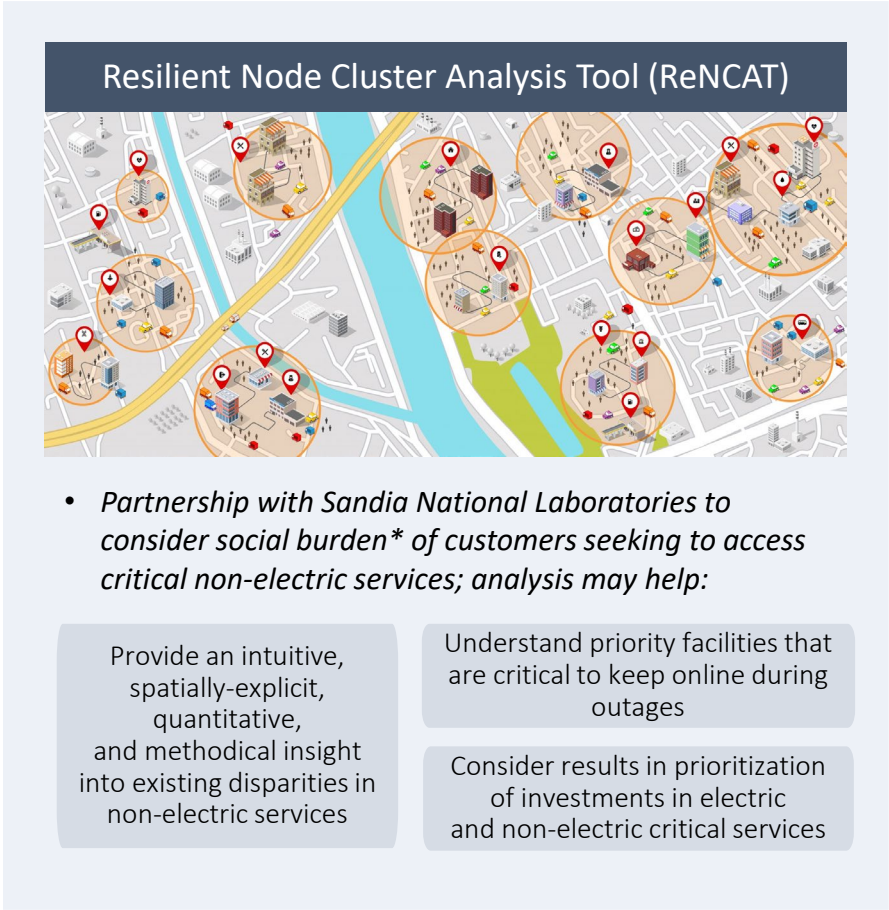 Resilient Node Cluster Analysis Tool (ReNCAT)
• Partnership with Sandia National Laboratories to
consider social burden* of customers seeking to access
critical non-electric services; analysis may help:
Provide an intuitive,
spatially-explicit,
quantitative,
and methodical insight
into existing disparities in
non-electric services
Understand priority facilities that
are critical to keep online during
outages
Consider results in prioritization
of investments in electric
and non-electric critical services